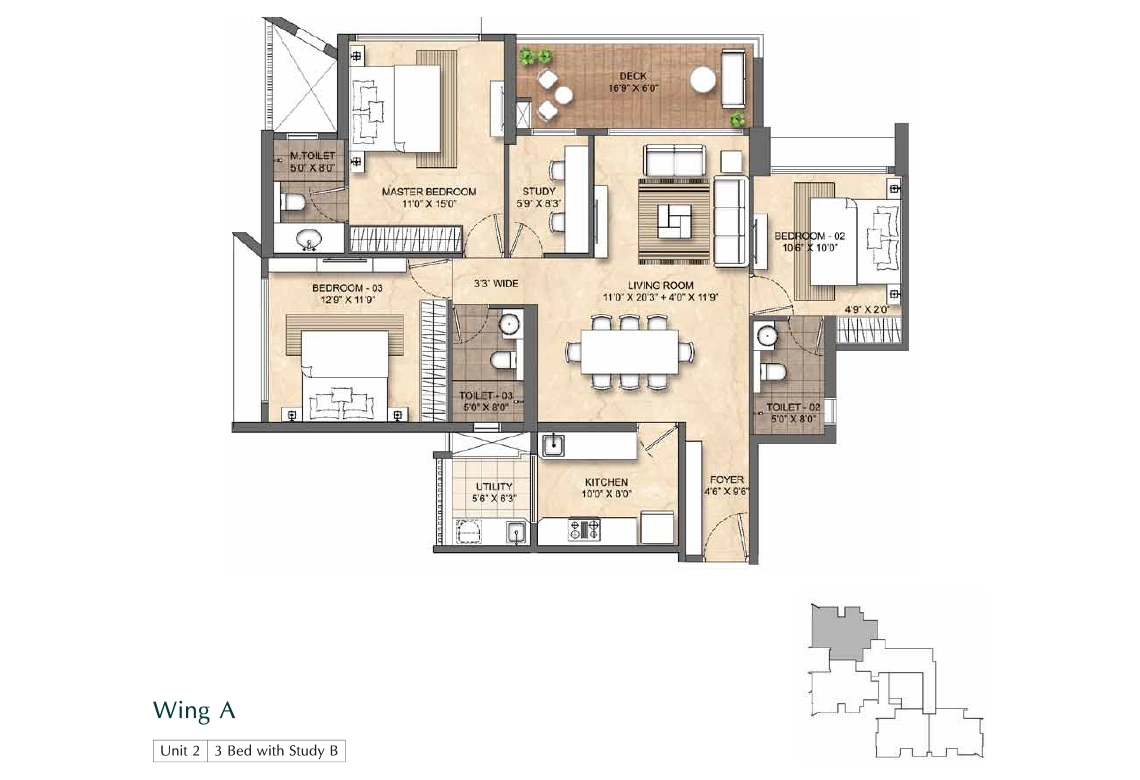 DECK
16'9" X 6'0"
M.TOILET
5'0" X 8'0"
MASTER BEDROOM
11'0" X 15'0"
STUDY
5'9" X 8'3"
BEDROOM - 02
10'6" X 10'0"
BEDROOM - 03
12'9" X 11'9"
3'3" WIDE
LIVING ROOM
11'0" X 20'3" + 4'0" X 11'9"
4'9" X 2'0"
TOILET - 03
5'0" X 8'0"
TOILET - 02
5'0" X 8'0"
UTILITY
5'6" X 6'3"
KITCHEN
10'0" X 8'0"
FOYER
4'6" X 9'6"
Wing A
Unit 2 3 Bed with Study B